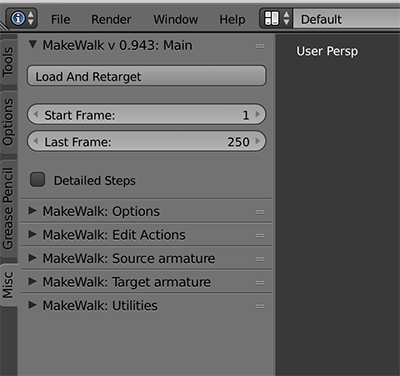 File Render Window Help Default
MakeWalk v 0.943: Main
User Persp
Load And Retarget
Start Frame: 1
Last Frame: 250
Detailed Steps
MakeWalk: Options
MakeWalk: Edit Actions
MakeWalk: Source armature
MakeWalk: Target armature
MakeWalk: Utilities
Tools
Options
Grease Pencil
Misc